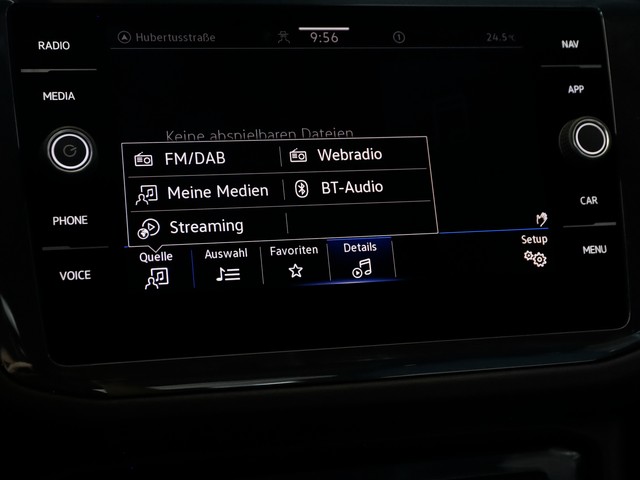 RADIO
MEDIA
PHONE
VOICE
Hubertusstraße
9:56
1
24.5°C
Keine abspielbaren Dateien
FM/DAB
Webradio
Meine Medien
BT-Audio
Streaming
Quelle
Auswahl
Favoriten
Details
Setup
NAV
APP
CAR
MENU